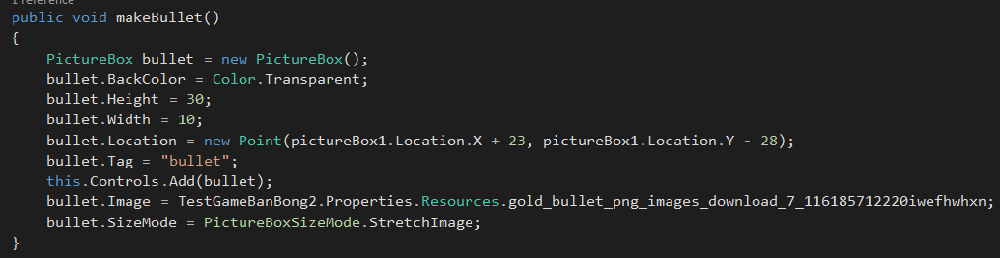 1 reference
public void makeBullet()
{
PictureBox bullet = new PictureBox();
bullet.BackColor = Color.Transparent;
bullet.Height = 30;
bullet.Width = 10;
bullet.Location = new Point(pictureBox1.Location.X + 23, pictureBox1.Location.Y - 28);
bullet.Tag = "bullet";
this.Controls.Add(bullet);
bullet.Image = TestGameBanBong2.Properties.Resources.gold_bullet_png_images_download_7_116185712220iwefhwhxn;
bullet.SizeMode = PictureBoxSizeMode.StretchImage;
}